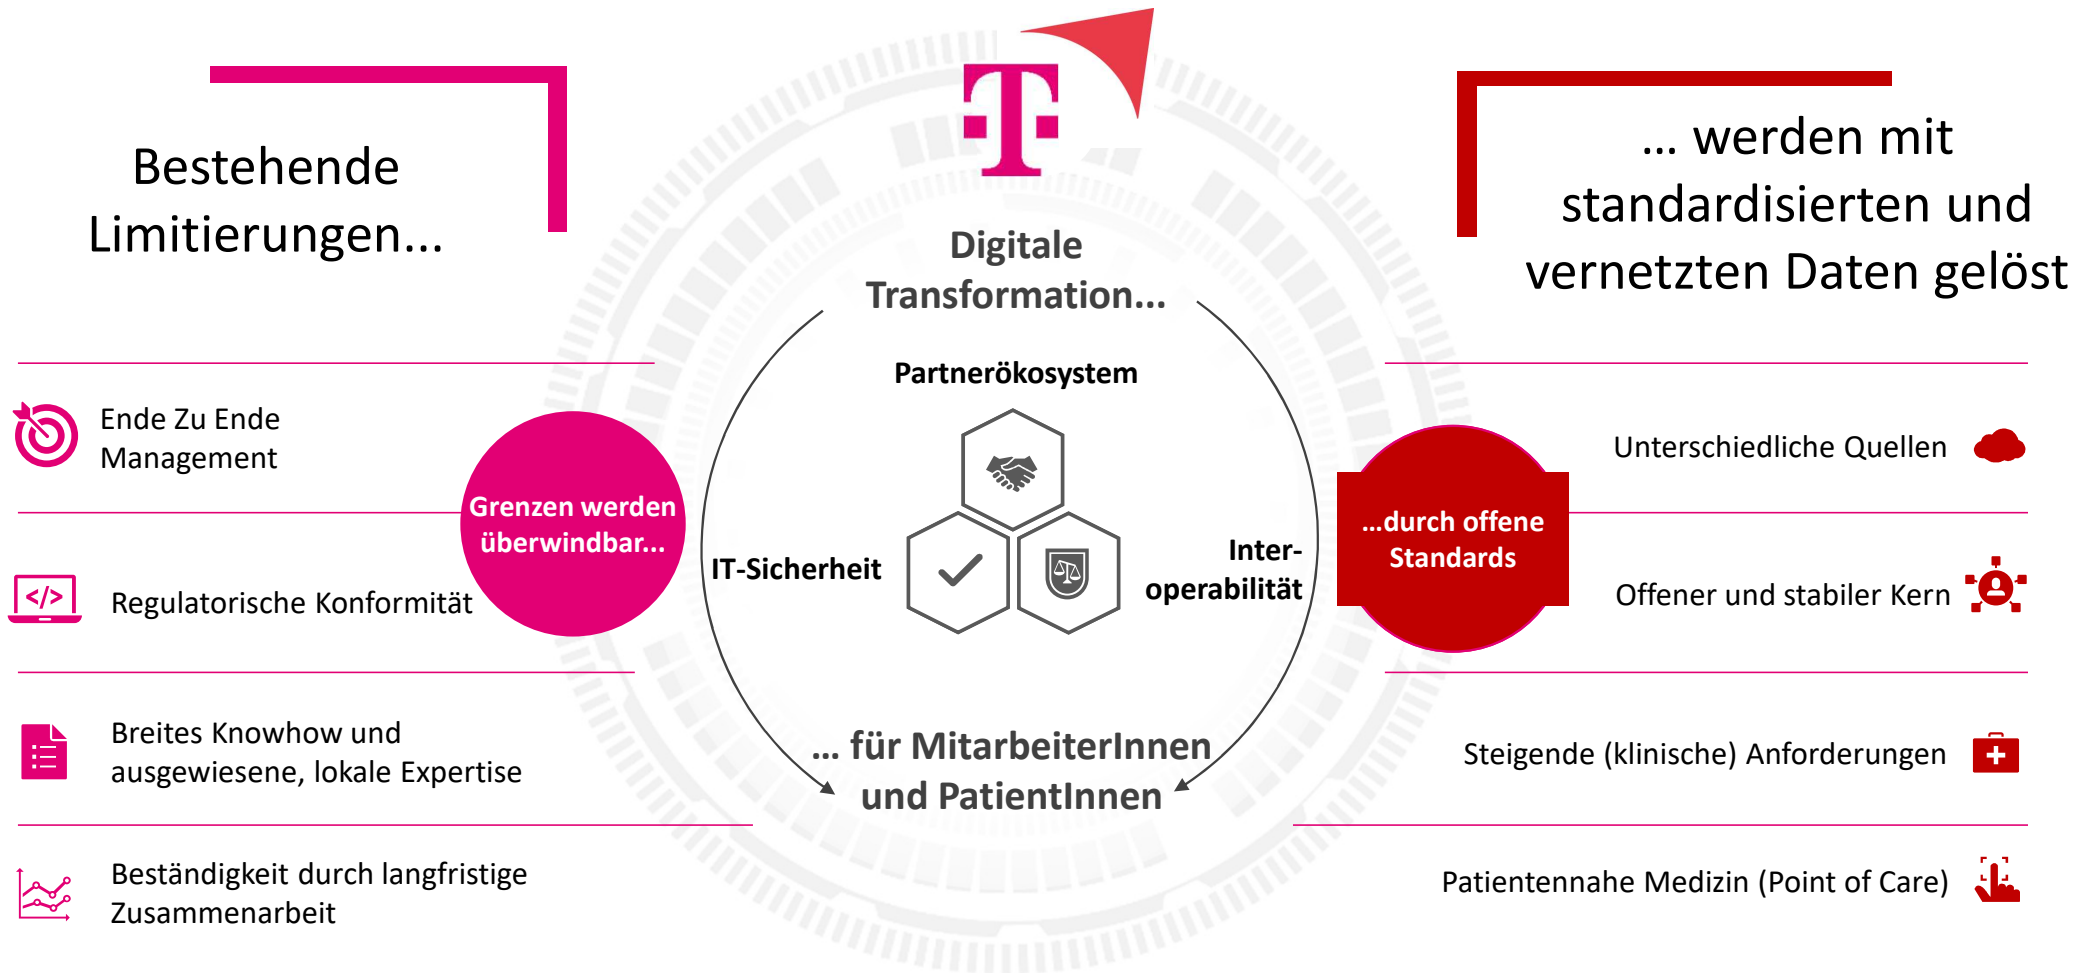 Bestehende
Limitierungen...
Ende Zu Ende
Management
Regulatorische Konformität
Breites Knowhow und
ausgewiesene, lokale Expertise
Beständigkeit durch langfristige
Zusammenarbeit
Grenzen werden
überwindbar...
T
Digitale
Transformation...
Partnerökosystem
IT-Sicherheit
Inter-
operabilität
... für MitarbeiterInnen
und PatientInnen
...durch offene
Standards
... werden mit
standardisierten und
vernetzten Daten gelöst
Unterschiedliche Quellen
Offener und stabiler Kern
Steigende (klinische) Anforderungen
Patientennahe Medizin (Point of Care)